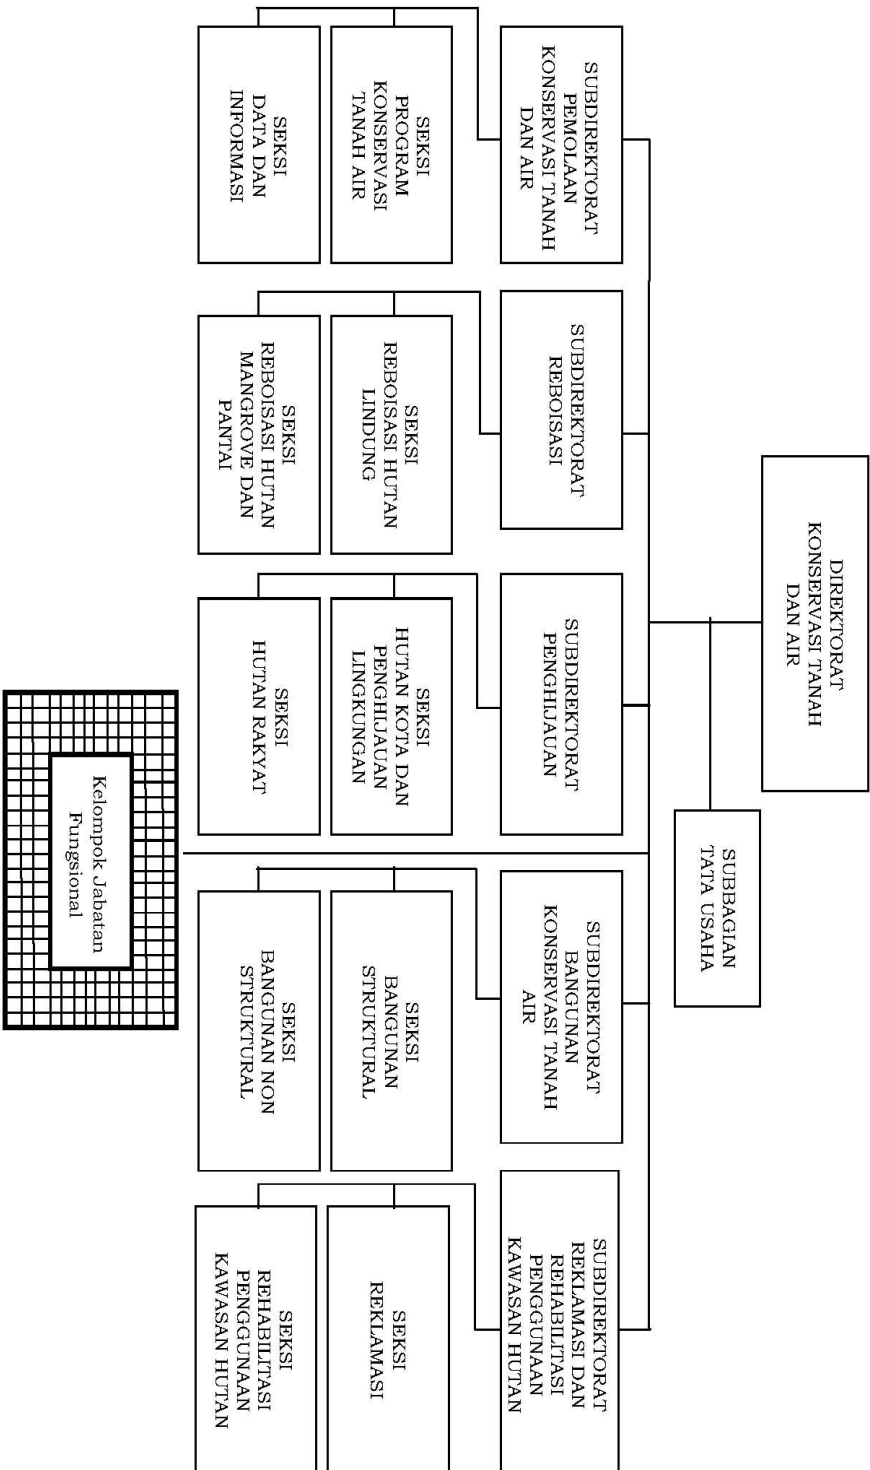 DIREKTORAT
KONSERVASI TANAH
DAN AIR
SUBBAGIAN
TATA USAHA
SUBDIREKTORAT
PEMOLAAN
KONSERVASI TANAH
DAN AIR
SUBDIREKTORAT
REBOISASI
SUBDIREKTORAT
PENGHIJAUAN
SUBDIREKTORAT
BANGUNAN
KONSERVASI TANAH
AIR
SUBDIREKTORAT
REKLAMASI DAN
REHABILITASI
PENGGUNAAN
KAWASAN HUTAN
SEKSI
PROGRAM
KONSERVASI
TANAH AIR
SEKSI
REBOISASI HUTAN
LINDUNG
SEKSI
HUTAN KOTA DAN
PENGHIJAUAN
LINGKUNGAN
SEKSI
BANGUNAN
STRUKTURAL
SEKSI
REKLAMASI
SEKSI
DATA DAN
INFORMASI
SEKSI
REBOISASI HUTAN
MANGROVE DAN
PANTAI
SEKSI
HUTAN RAKYAT
SEKSI
BANGUNAN NON
STRUKTURAL
SEKSI
REHABILITASI
PENGGUNAAN
KAWASAN HUTAN
Kelompok Jabatan
Fungsional